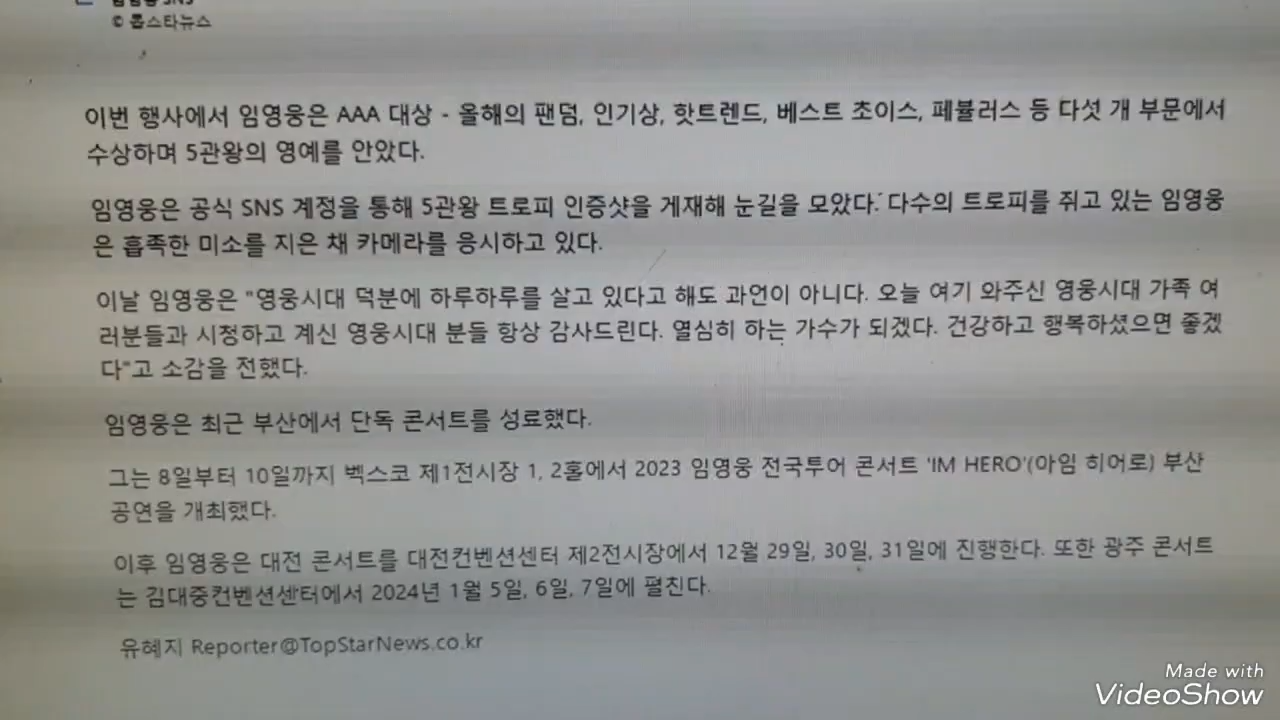 © 톱스타뉴스
이번 행사에서 임영웅은 AAA 대상 - 올해의 팬덤, 인기상, 핫트렌드, 베스트 초이스, 페뷸러스 등 다섯 개 부문에서
수상하며 5관왕의 영예를 안았다.
임영웅은 공식 SNS 계정을 통해 5관왕 트로피 인증샷을 게재해 눈길을 모았다. 다수의 트로피를 쥐고 있는 임영웅
은 흡족한 미소를 지은 채 카메라를 응시하고 있다.
이날 임영웅은 "영웅시대 덕분에 하루하루를 살고 있다고 해도 과언이 아니다. 오늘 여기 와주신 영웅시대 가족 여
러분들과 시청하고 계신 영웅시대 분들 항상 감사드린다. 열심히 하는 가수가 되겠다. 건강하고 행복하셨으면 좋겠
다"고 소감을 전했다.
임영웅은 최근 부산에서 단독 콘서트를 성료했다.
그는 8일부터 10일까지 벡스코 제1전시장 1, 2홀에서 2023 임영웅 전국투어 콘서트 'IM HERO'(아임 히어로) 부산
공연을 개최했다.
이후 임영웅은 대전 콘서트를 대전컨벤션센터 제2전시장에서 12월 29일, 30일, 31일에 진행한다. 또한 광주 콘서트
는 김대중컨벤션센터에서 2024년 1월 5일, 6일, 7일에 펼친다.
유혜지 Reporter@TopStarNews.co.kr
Made with
VideoShow